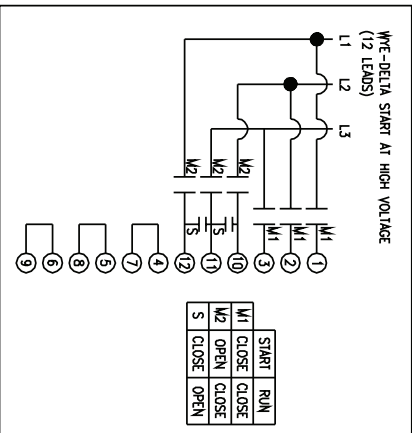 WYE-DELTA START AT HIGH VOLTAGE
(12 LEADS)
L1
L2
L3
M2 M2 M2 M1 M1 M1
S S
9 6 8 5 7 4 12 11 10 3 2 1
START RUN
M1 CLOSE CLOSE
M2 OPEN CLOSE
S CLOSE OPEN